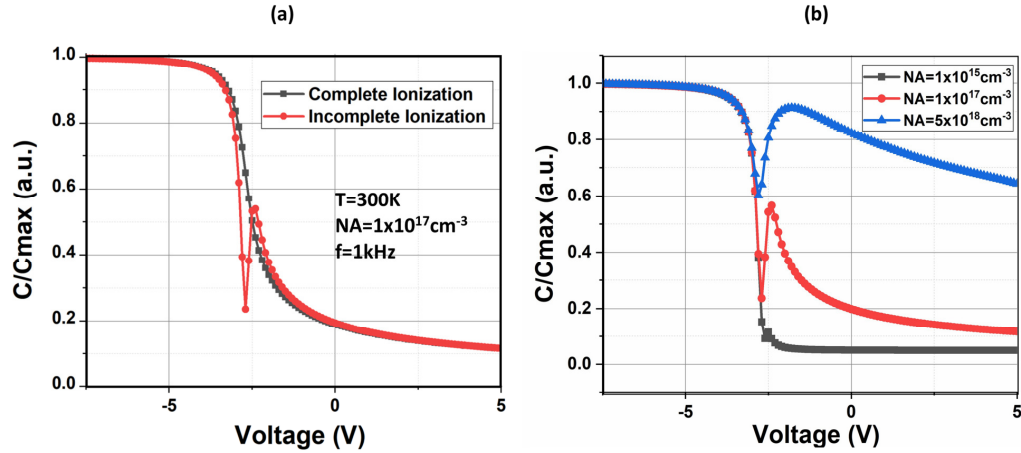 (a)
1.0
0.8
0.6
0.4
0.2
0.0
C/Cmax (a.u.)
Complete Ionization
Incomplete Ionization
T=300K
NA=1x10¹⁷cm⁻³
f=1kHz
-5
0
5
Voltage (V)
(b)
1.0
0.8
0.6
0.4
0.2
0.0
C/Cmax (a.u.)
NA=1x10¹⁵cm⁻³
NA=1x10¹⁷cm⁻³
NA=5x10¹⁸cm⁻³
-5
0
5
Voltage (V)